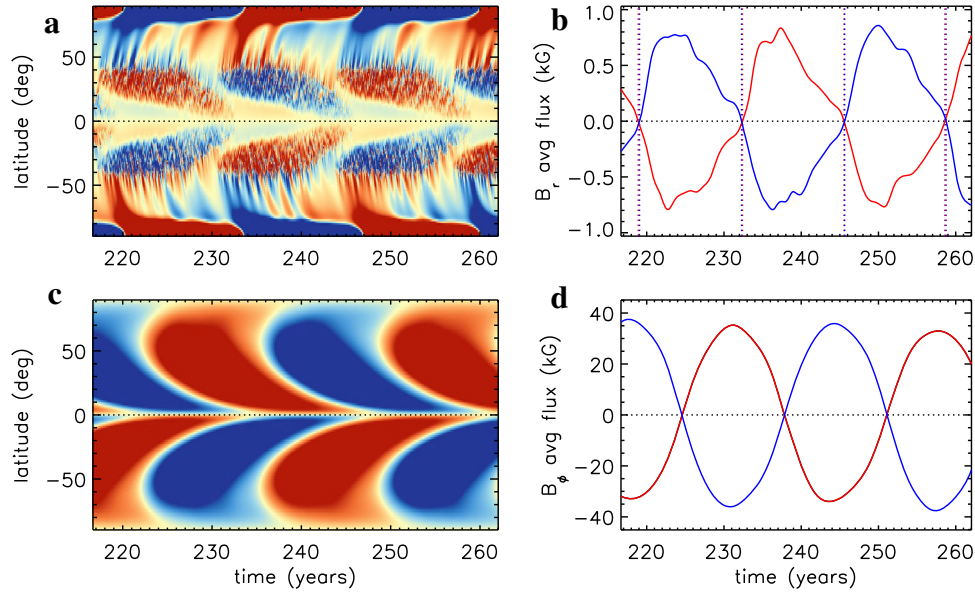 a
b
latitude (deg)
50
0
−50
220 230 240 250 260
B_r avg flux (kG)
1.0
0.5
0.0
−0.5
−1.0
220 230 240 250 260
c
d
latitude (deg)
50
0
−50
220 230 240 250 260
time (years)
B_ϕ avg flux (kG)
40
20
0
−20
−40
220 230 240 250 260
time (years)